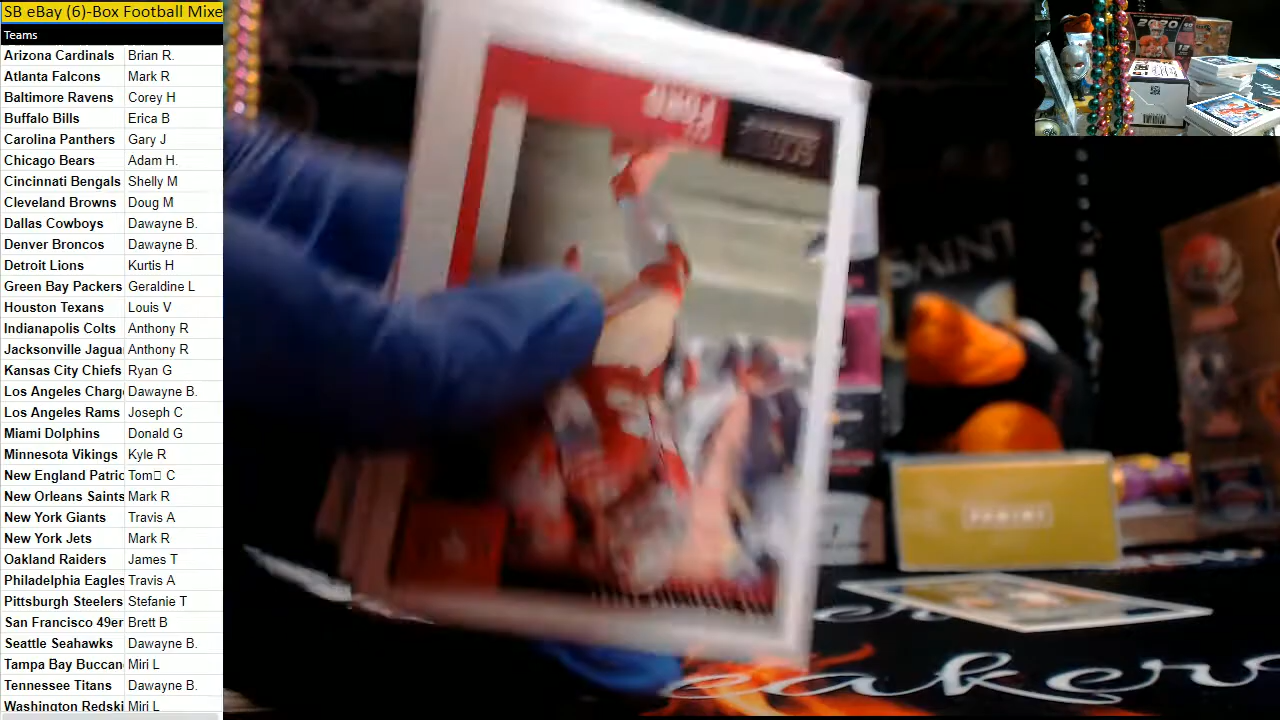 SB eBay (6)-Box Football Mixe
Teams
Arizona Cardinals Brian R.
Atlanta Falcons Mark R
Baltimore Ravens Corey H
Buffalo Bills Erica B
Carolina Panthers Gary J
Chicago Bears Adam H.
Cincinnati Bengals Shelly M
Cleveland Browns Doug M
Dallas Cowboys Dawayne B.
Denver Broncos Dawayne B.
Detroit Lions Kurtis H
Green Bay Packers Geraldine L
Houston Texans Louis V
Indianapolis Colts Anthony R
Jacksonville Jagua Anthony R
Kansas City Chiefs Ryan G
Los Angeles Charg Dawayne B.
Los Angeles Rams Joseph C
Miami Dolphins Donald G
Minnesota Vikings Kyle R
New England Patric Tom□ C
New Orleans Saints Mark R
New York Giants Travis A
New York Jets Mark R
Oakland Raiders James T
Philadelphia Eagles Travis A
Pittsburgh Steelers Stefanie T
San Francisco 49er Brett B
Seattle Seahawks Dawayne B.
Tampa Bay Buccan Miri L
Tennessee Titans Dawayne B.
Washington Redski Miri L
2020
PANINI